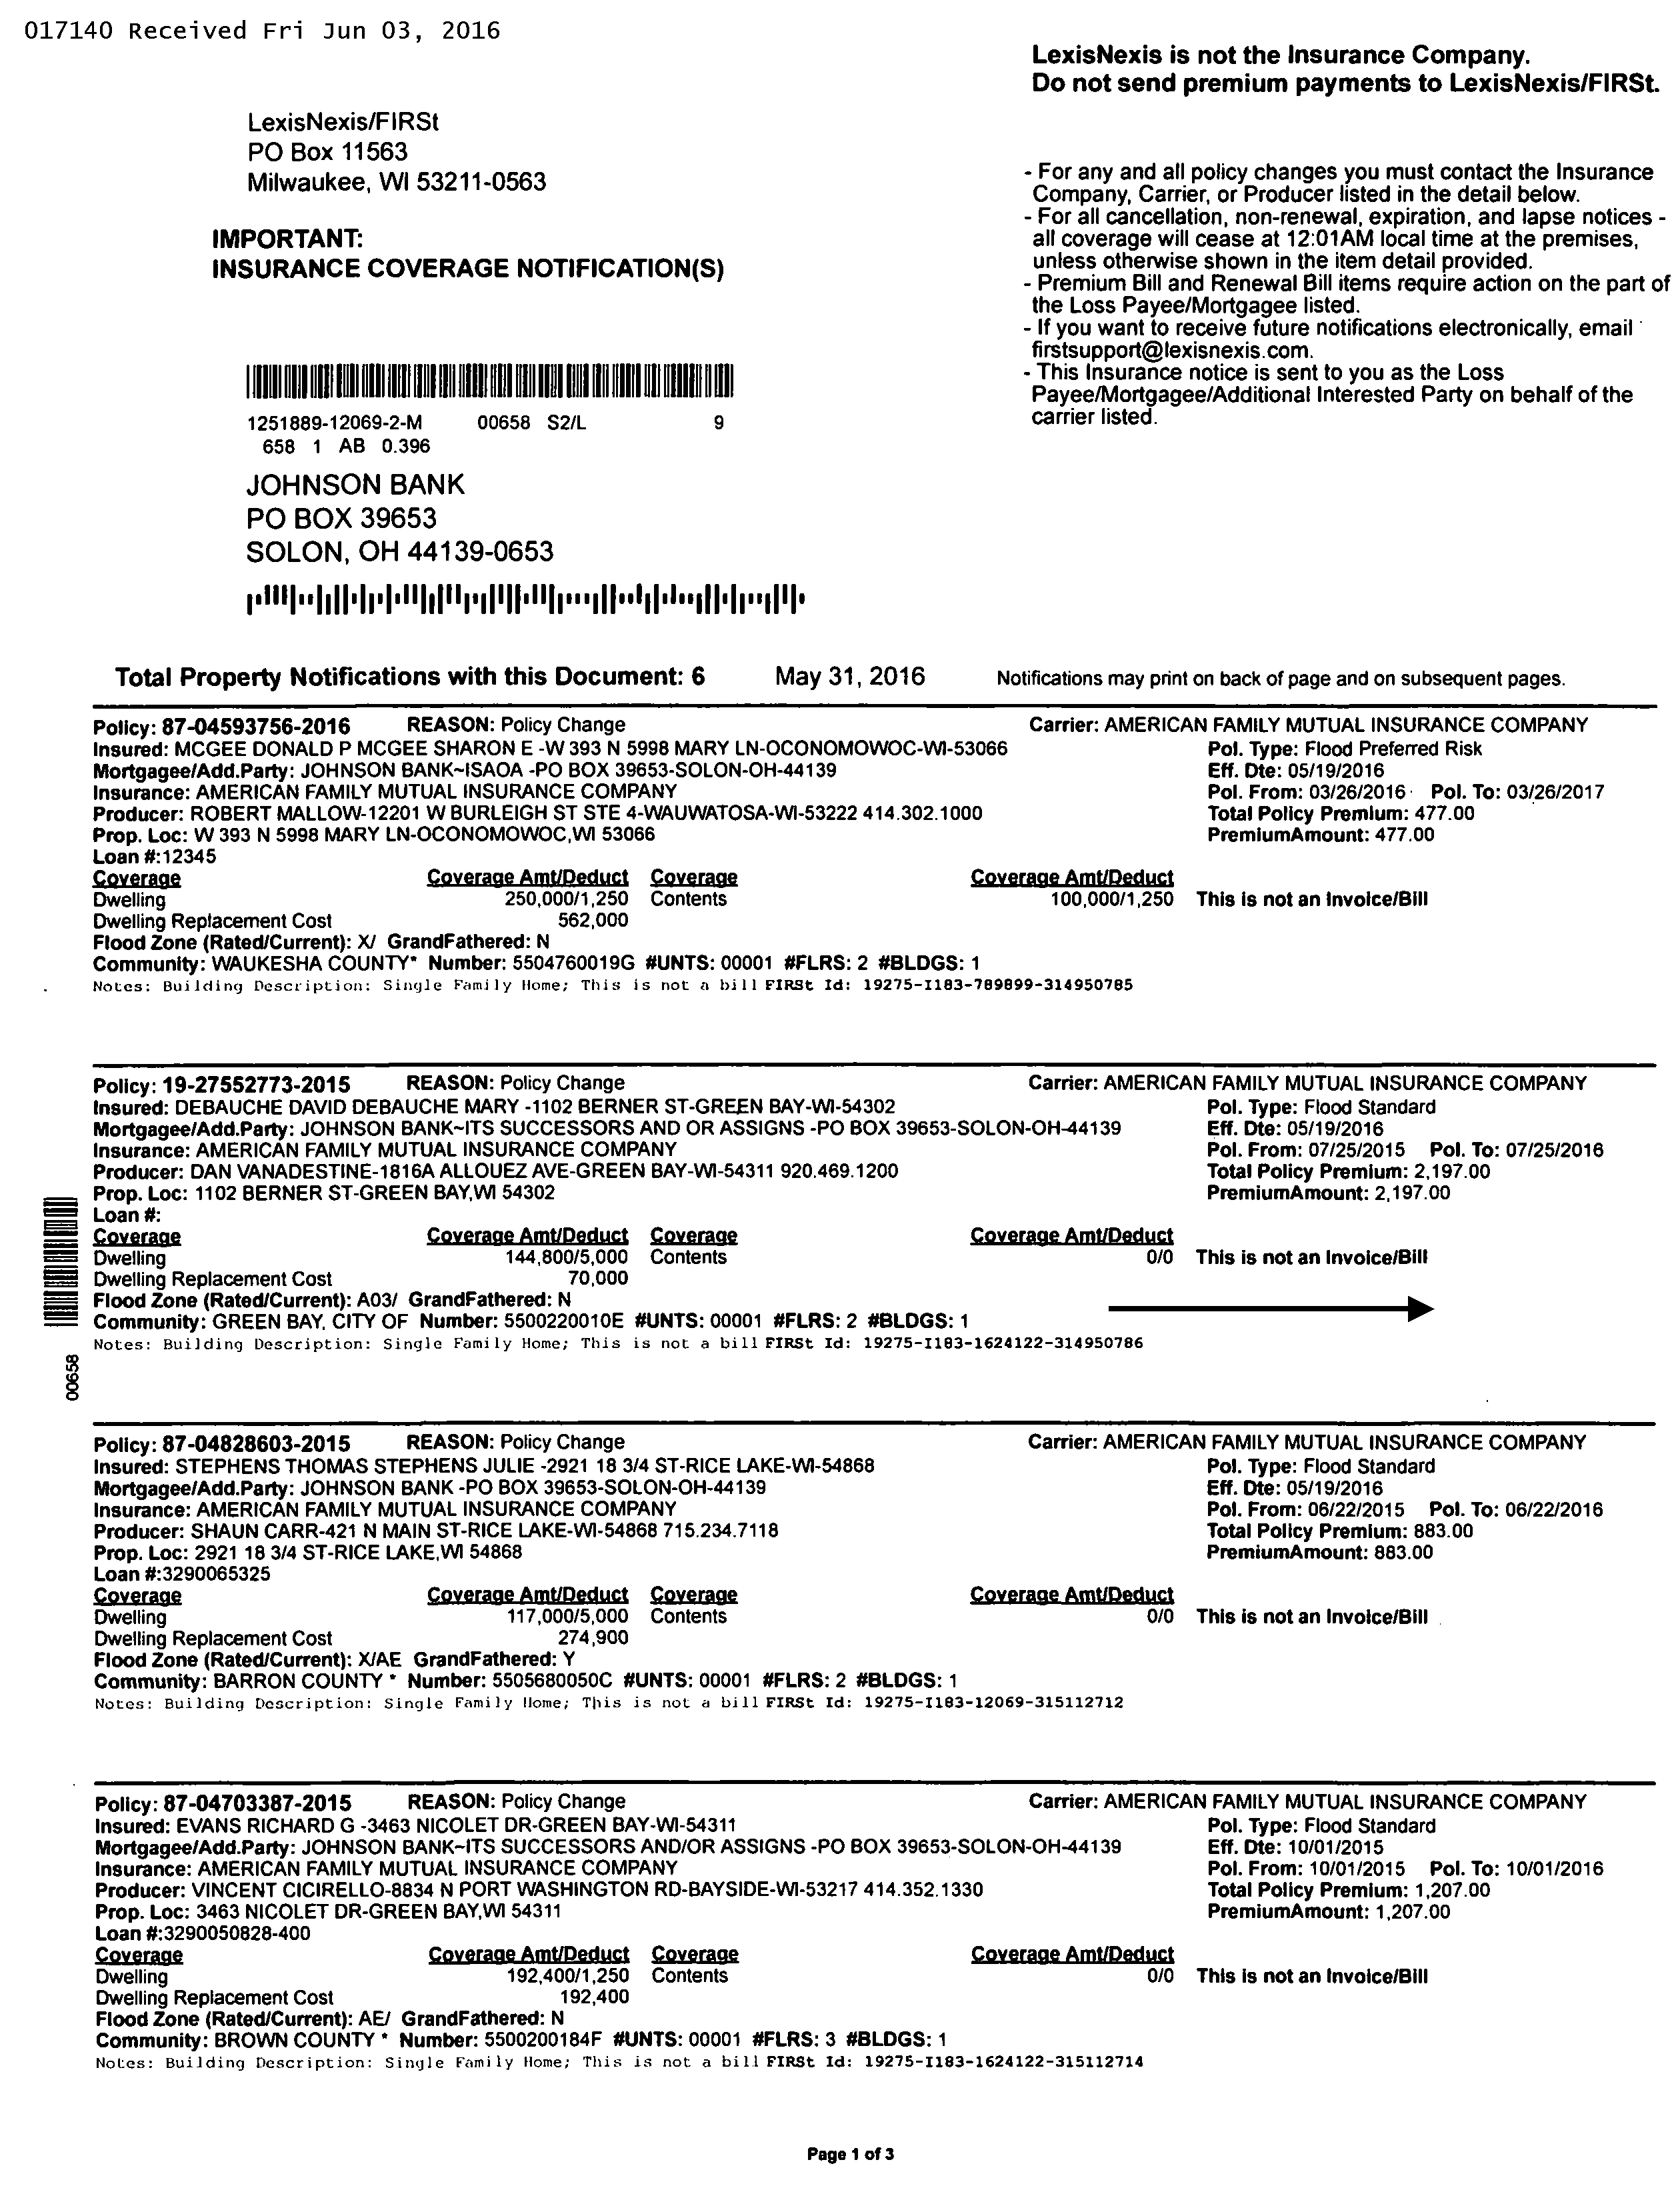 017140 Received Fri Jun 03, 2016
LexisNexis is not the Insurance Company.
Do not send premium payments to LexisNexis/FIRSt.
LexisNexis/FIRSt
PO Box 11563
Milwaukee, WI 53211-0563
IMPORTANT:
INSURANCE COVERAGE NOTIFICATION(S)
- For any and all policy changes you must contact the Insurance
Company, Carrier, or Producer listed in the detail below.
- For all cancellation, non-renewal, expiration, and lapse notices -
all coverage will cease at 12:01AM local time at the premises,
unless otherwise shown in the item detail provided.
- Premium Bill and Renewal Bill items require action on the part of
the Loss Payee/Mortgagee listed.
- If you want to receive future notifications electronically, email
firstsupport@lexisnexis.com.
- This Insurance notice is sent to you as the Loss
Payee/Mortgagee/Additional Interested Party on behalf of the
carrier listed.
1251889-12069-2-M 00658 S2/L 9
658 1 AB 0.396
JOHNSON BANK
PO BOX 39653
SOLON, OH 44139-0653
Total Property Notifications with this Document: 6 May 31, 2016 Notifications may print on back of page and on subsequent pages.
Policy: 87-04593756-2016 REASON: Policy Change Carrier: AMERICAN FAMILY MUTUAL INSURANCE COMPANY
Insured: MCGEE DONALD P MCGEE SHARON E -W 393 N 5998 MARY LN-OCONOMOWOC-WI-53066 Pol. Type: Flood Preferred Risk
Mortgagee/Add.Party: JOHNSON BANK~ISAOA -PO BOX 39653-SOLON-OH-44139 Eff. Dte: 05/19/2016
Insurance: AMERICAN FAMILY MUTUAL INSURANCE COMPANY Pol. From: 03/26/2016 Pol. To: 03/26/2017
Producer: ROBERT MALLOW-12201 W BURLEIGH ST STE 4-WAUWATOSA-WI-53222 414.302.1000 Total Policy Premium: 477.00
Prop. Loc: W 393 N 5998 MARY LN-OCONOMOWOC,WI 53066 PremiumAmount: 477.00
Loan #:12345
Coverage Coverage Amt/Deduct Coverage Coverage Amt/Deduct
Dwelling 250,000/1,250 Contents 100,000/1,250 This is not an Invoice/Bill
Dwelling Replacement Cost 562,000
Flood Zone (Rated/Current): X/ GrandFathered: N
Community: WAUKESHA COUNTY* Number: 5504760019G #UNTS: 00001 #FLRS: 2 #BLDGS: 1
Notes: Building Description: Single Family Home; This is not a bill FIRSt Id: 19275-I183-789899-314950785
Policy: 19-27552773-2015 REASON: Policy Change Carrier: AMERICAN FAMILY MUTUAL INSURANCE COMPANY
Insured: DEBAUCHE DAVID DEBAUCHE MARY -1102 BERNER ST-GREEN BAY-WI-54302 Pol. Type: Flood Standard
Mortgagee/Add.Party: JOHNSON BANK~ITS SUCCESSORS AND OR ASSIGNS -PO BOX 39653-SOLON-OH-44139 Eff. Dte: 05/19/2016
Insurance: AMERICAN FAMILY MUTUAL INSURANCE COMPANY Pol. From: 07/25/2015 Pol. To: 07/25/2016
Producer: DAN VANADESTINE-1816A ALLOUEZ AVE-GREEN BAY-WI-54311 920.469.1200 Total Policy Premium: 2,197.00
Prop. Loc: 1102 BERNER ST-GREEN BAY,WI 54302 PremiumAmount: 2,197.00
Loan #:
Coverage Coverage Amt/Deduct Coverage Coverage Amt/Deduct
Dwelling 144,800/5,000 Contents 0/0 This is not an Invoice/Bill
Dwelling Replacement Cost 70,000
Flood Zone (Rated/Current): A03/ GrandFathered: N
Community: GREEN BAY, CITY OF Number: 5500220010E #UNTS: 00001 #FLRS: 2 #BLDGS: 1
Notes: Building Description: Single Family Home; This is not a bill FIRSt Id: 19275-I183-1624122-314950786
00658
Policy: 87-04828603-2015 REASON: Policy Change Carrier: AMERICAN FAMILY MUTUAL INSURANCE COMPANY
Insured: STEPHENS THOMAS STEPHENS JULIE -2921 18 3/4 ST-RICE LAKE-WI-54868 Pol. Type: Flood Standard
Mortgagee/Add.Party: JOHNSON BANK -PO BOX 39653-SOLON-OH-44139 Eff. Dte: 05/19/2016
Insurance: AMERICAN FAMILY MUTUAL INSURANCE COMPANY Pol. From: 06/22/2015 Pol. To: 06/22/2016
Producer: SHAUN CARR-421 N MAIN ST-RICE LAKE-WI-54868 715.234.7118 Total Policy Premium: 883.00
Prop. Loc: 2921 18 3/4 ST-RICE LAKE,WI 54868 PremiumAmount: 883.00
Loan #:3290065325
Coverage Coverage Amt/Deduct Coverage Coverage Amt/Deduct
Dwelling 117,000/5,000 Contents 0/0 This is not an Invoice/Bill
Dwelling Replacement Cost 274,900
Flood Zone (Rated/Current): X/AE GrandFathered: Y
Community: BARRON COUNTY * Number: 5505680050C #UNTS: 00001 #FLRS: 2 #BLDGS: 1
Notes: Building Description: Single Family Home; This is not a bill FIRSt Id: 19275-I183-12069-315112712
Policy: 87-04703387-2015 REASON: Policy Change Carrier: AMERICAN FAMILY MUTUAL INSURANCE COMPANY
Insured: EVANS RICHARD G -3463 NICOLET DR-GREEN BAY-WI-54311 Pol. Type: Flood Standard
Mortgagee/Add.Party: JOHNSON BANK~ITS SUCCESSORS AND/OR ASSIGNS -PO BOX 39653-SOLON-OH-44139 Eff. Dte: 10/01/2015
Insurance: AMERICAN FAMILY MUTUAL INSURANCE COMPANY Pol. From: 10/01/2015 Pol. To: 10/01/2016
Producer: VINCENT CICIRELLO-8834 N PORT WASHINGTON RD-BAYSIDE-WI-53217 414.352.1330 Total Policy Premium: 1,207.00
Prop. Loc: 3463 NICOLET DR-GREEN BAY,WI 54311 PremiumAmount: 1,207.00
Loan #:3290050828-400
Coverage Coverage Amt/Deduct Coverage Coverage Amt/Deduct
Dwelling 192,400/1,250 Contents 0/0 This is not an Invoice/Bill
Dwelling Replacement Cost 192,400
Flood Zone (Rated/Current): AE/ GrandFathered: N
Community: BROWN COUNTY * Number: 5500200184F #UNTS: 00001 #FLRS: 3 #BLDGS: 1
Notes: Building Description: Single Family Home; This is not a bill FIRSt Id: 19275-I183-1624122-315112714
Page 1 of 3